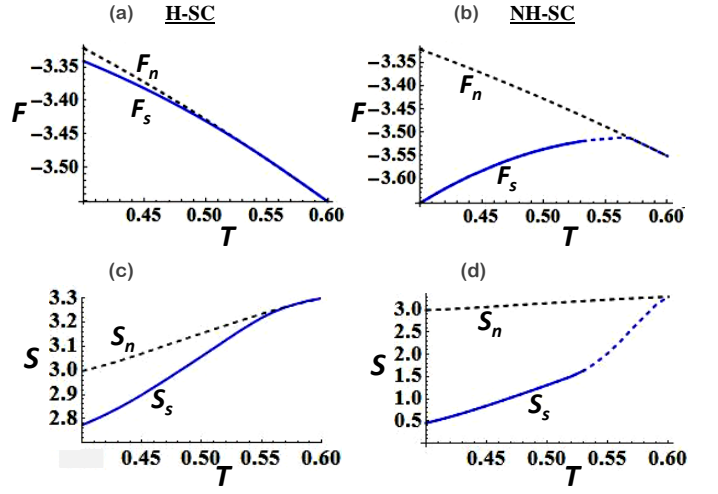 (a) H-SC
(b) NH-SC
F
−3.35
−3.40
−3.45
−3.50
F_n
F_s
0.45 0.50 0.55 0.60
T
F
−3.35
−3.40
−3.45
−3.50
−3.55
−3.60
F_n
F_s
0.45 0.50 0.55 0.60
T
(c)
S
3.3
3.2
3.1
3.0
2.9
2.8
S_n
S_s
0.45 0.50 0.55 0.60
T
(d)
S
3.0
2.5
2.0
1.5
1.0
0.5
S_n
S_s
0.45 0.50 0.55 0.60
T